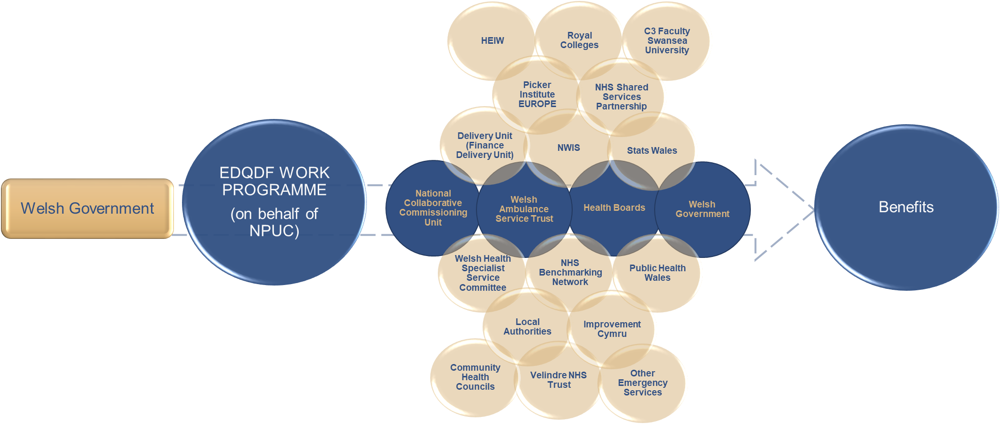 HEIW
Royal
Colleges
C3 Faculty
Swansea
University
Picker
Institute
EUROPE
NHS Shared
Services
Partnership
Delivery Unit
(Finance
Delivery Unit)
NWIS
Stats Wales
Welsh Government
EDQDF WORK
PROGRAMME
(on behalf of
NPUC)
National
Collaborative
Commissioning
Unit
Welsh
Ambulance
Service Trust
Health Boards
Welsh
Government
Benefits
Welsh Health
Specialist
Service
Committee
NHS
Benchmarking
Network
Public Health
Wales
Local
Authorities
Improvement
Cymru
Community
Health
Councils
Velindre NHS
Trust
Other
Emergency
Services